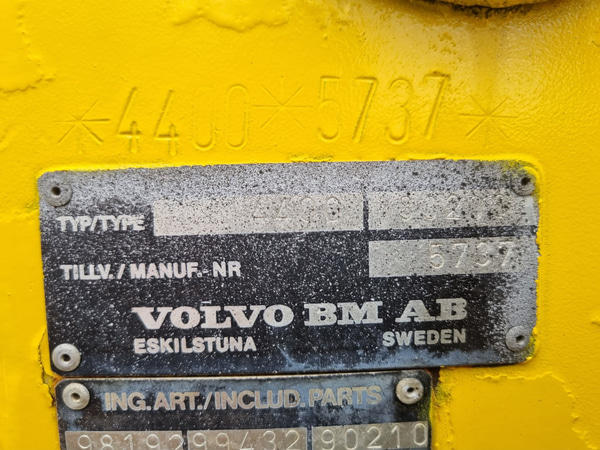 *4400*5737*
TYP/TYPE 4400
TILLV./MANUF.-NR 5737
VOLVO BM AB
ESKILSTUNA SWEDEN
ING.ART./INCLUD.PARTS
98192 99432 90210